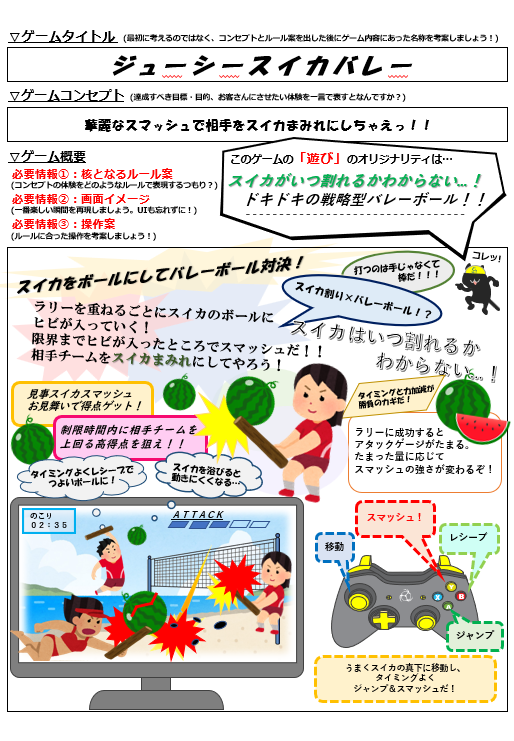 ▽ゲームタイトル (最初に考えるのではなく、コンセプトとルール案を出した後にゲーム内容にあった名称を考案しましょう！)
ジューシースイカバレー
▽ゲームコンセプト (達成すべき目標・目的、お客さんにさせたい体験を一言で表すとなんですか？)
華麗なスマッシュで相手をスイカまみれにしちゃえっ！！
▽ゲーム概要
必要情報①：核となるルール案
(コンセプトの体験をどのようなルールで表現するつもり？)
必要情報②：画面イメージ
(一番楽しい瞬間を再現しましょう。UIも忘れずに！)
必要情報③：操作案
(ルールに合った操作を考案しましょう！)
このゲームの「遊び」のオリジナリティは…
スイカがいつ割れるかわからない…！
ドキドキの戦略型バレーボール！！
コレッ！
スイカをボールにしてバレーボール対決！
打つのは手じゃなくて
棒だ！！！
スイカ割り×バレーボール！？
ラリーを重ねるごとにスイカのボールに
ヒビが入っていく！
限界までヒビが入ったところでスマッシュだ！！
相手チームをスイカまみれにしてやろう！
スイカはいつ割れるか
わからない…！
見事スイカスマッシュ
お見舞いで得点ゲット！
制限時間内に相手チームを
上回る高得点を狙え！！
タイミングよくレシーブで
つよいボールに！
スイカを浴びると
動きにくくなる…
タイミングと力加減が
勝負のカギだ！
ラリーに成功すると
アタックゲージがたまる。
たまった量に応じて
スマッシュの強さが変わるぞ！
のこり
０２：３５
ATTACK
スマッシュ！
移動
レシーブ
ジャンプ
Y
X
B
A
うまくスイカの真下に移動し、
タイミングよく
ジャンプ＆スマッシュだ！